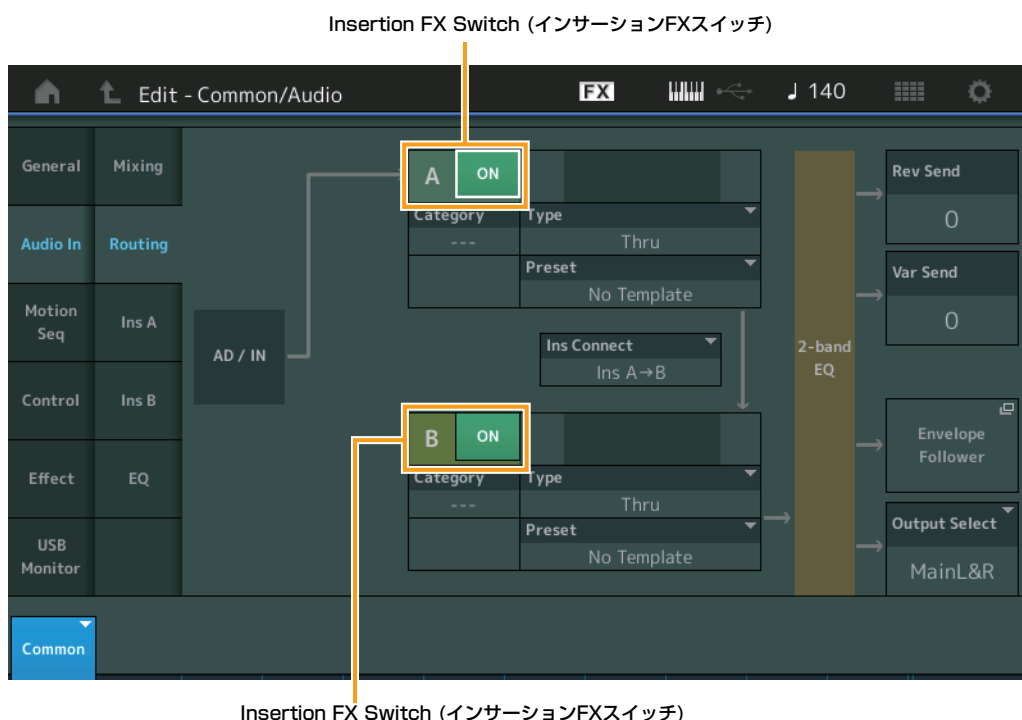 Insertion FX Switch (インサーションFXスイッチ)
Edit - Common/Audio
FX
♩ 140
General
Mixing
Audio In
Routing
Motion
Seq
Ins A
Control
Ins B
Effect
EQ
USB
Monitor
Common
AD / IN
A
ON
Category
---
Type
Thru
Preset
No Template
Ins Connect
Ins A→B
B
ON
Category
---
Type
Thru
Preset
No Template
2-band
EQ
Rev Send
0
Var Send
0
Envelope
Follower
Output Select
MainL&R
Insertion FX Switch (インサーションFXスイッチ)